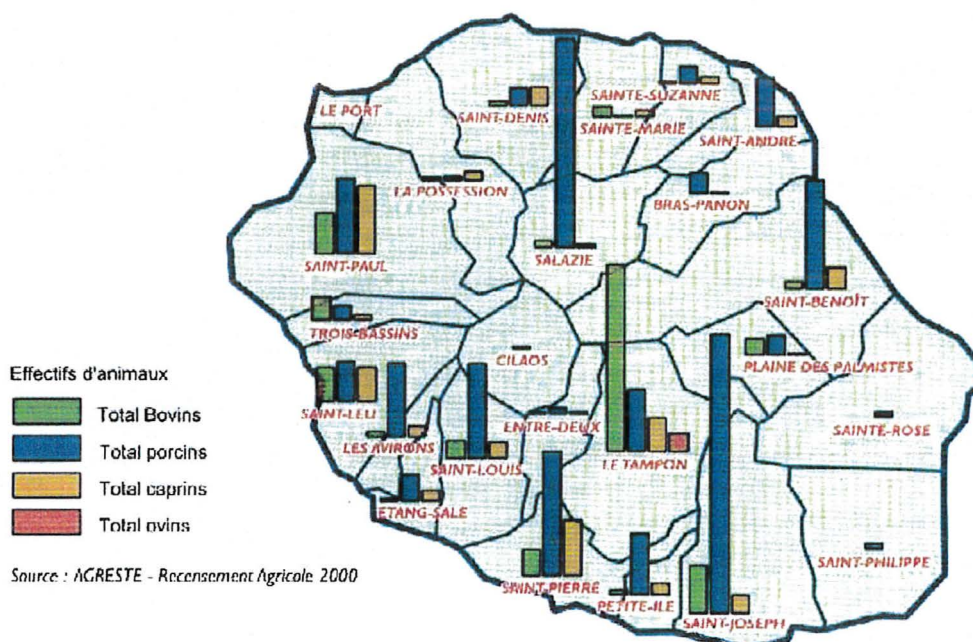 LE PORT
SAINT-DENIS
SAINTE-SUZANNE
SAINTE-MARIE
SAINT-ANDRE
LA POSSESSION
BRAS-PANON
SAINT-PAUL
SALAZIE
SAINT-BENOÎT
TROIS-BASSINS
CILAOS
PLAINE DES PALMISTES
Effectifs d'animaux
Total Bovins
Total porcins
Total caprins
Total ovins
SAINT-LEU
LES AVIRONS
SAINT-LOUIS
ENTRE-DEUX
LE TAMPON
SAINTE-ROSE
ETANG-SALE
SAINT-PIERRE
PETITE-ILE
SAINT-JOSEPH
SAINT-PHILIPPE
Source : AGRESTE - Recensement Agricole 2000